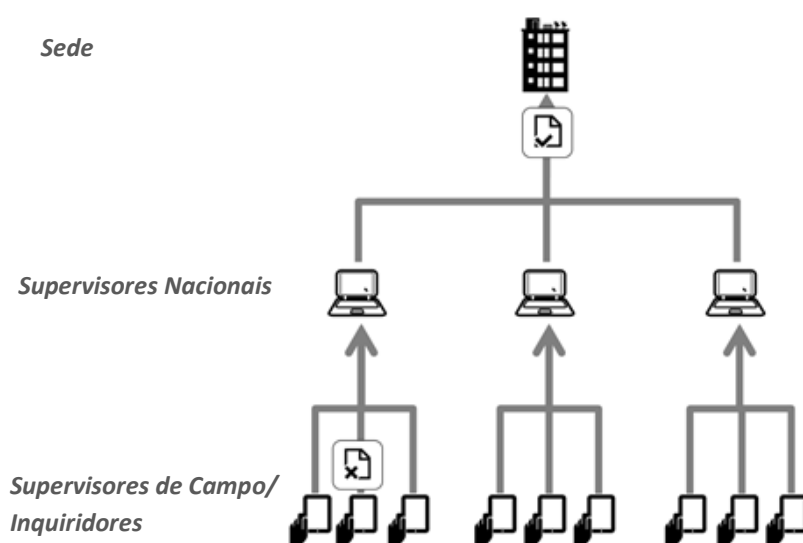 Sede
Supervisores Nacionais
Supervisores de Campo/
Inquiridores